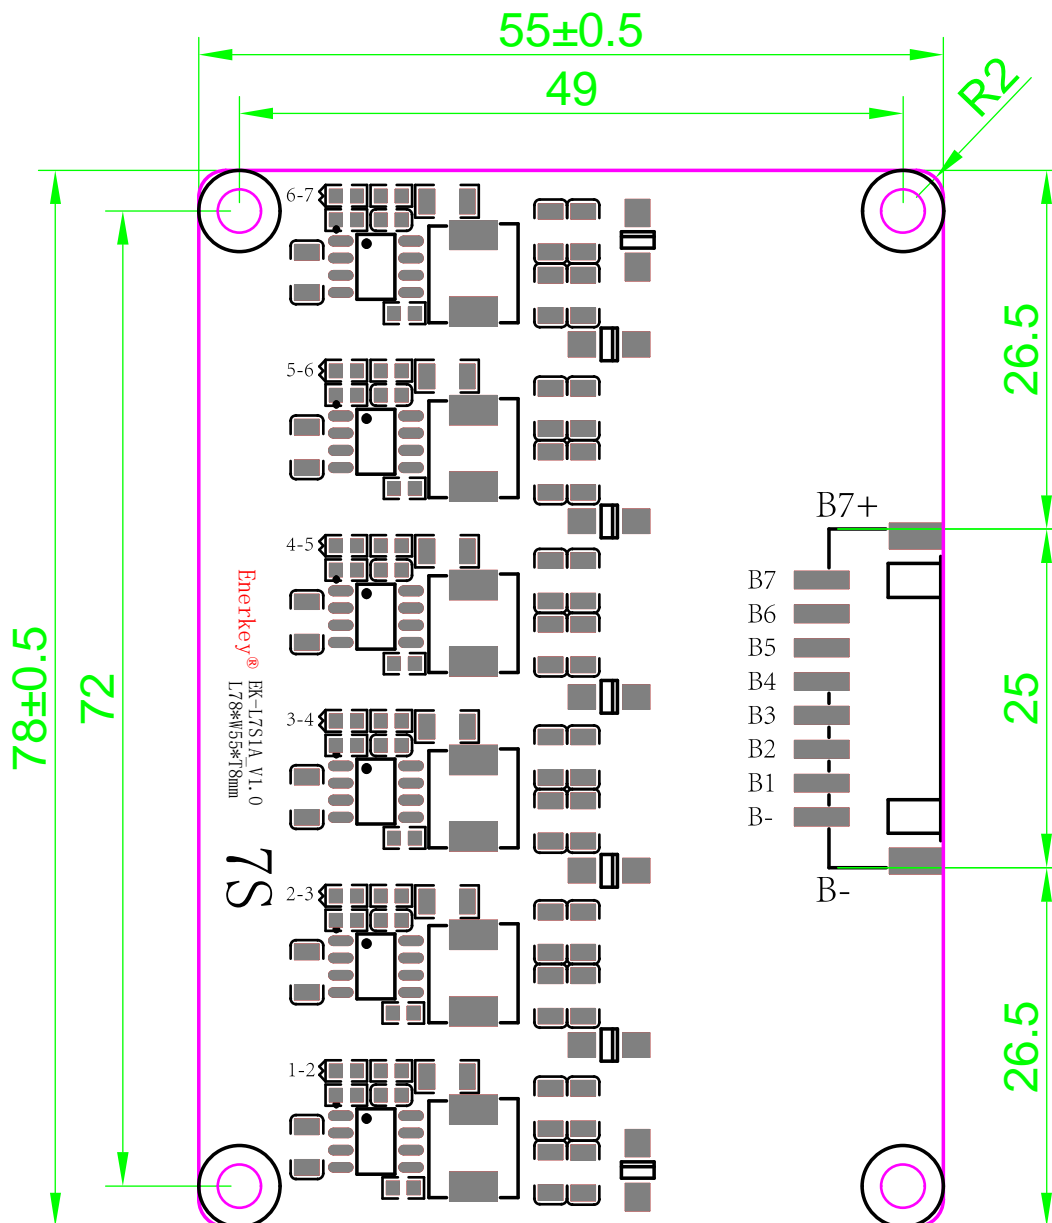 55±0.5
49
R2
6-7
26.5
5-6
B7+
4-5
B7
B6
B5
B4
B3
B2
B1
B-
B-
25
78±0.5
72
Enerkey® EK-L7S1A_V1.0
L78*W55*T8mm
3-4
7S
2-3
26.5
1-2